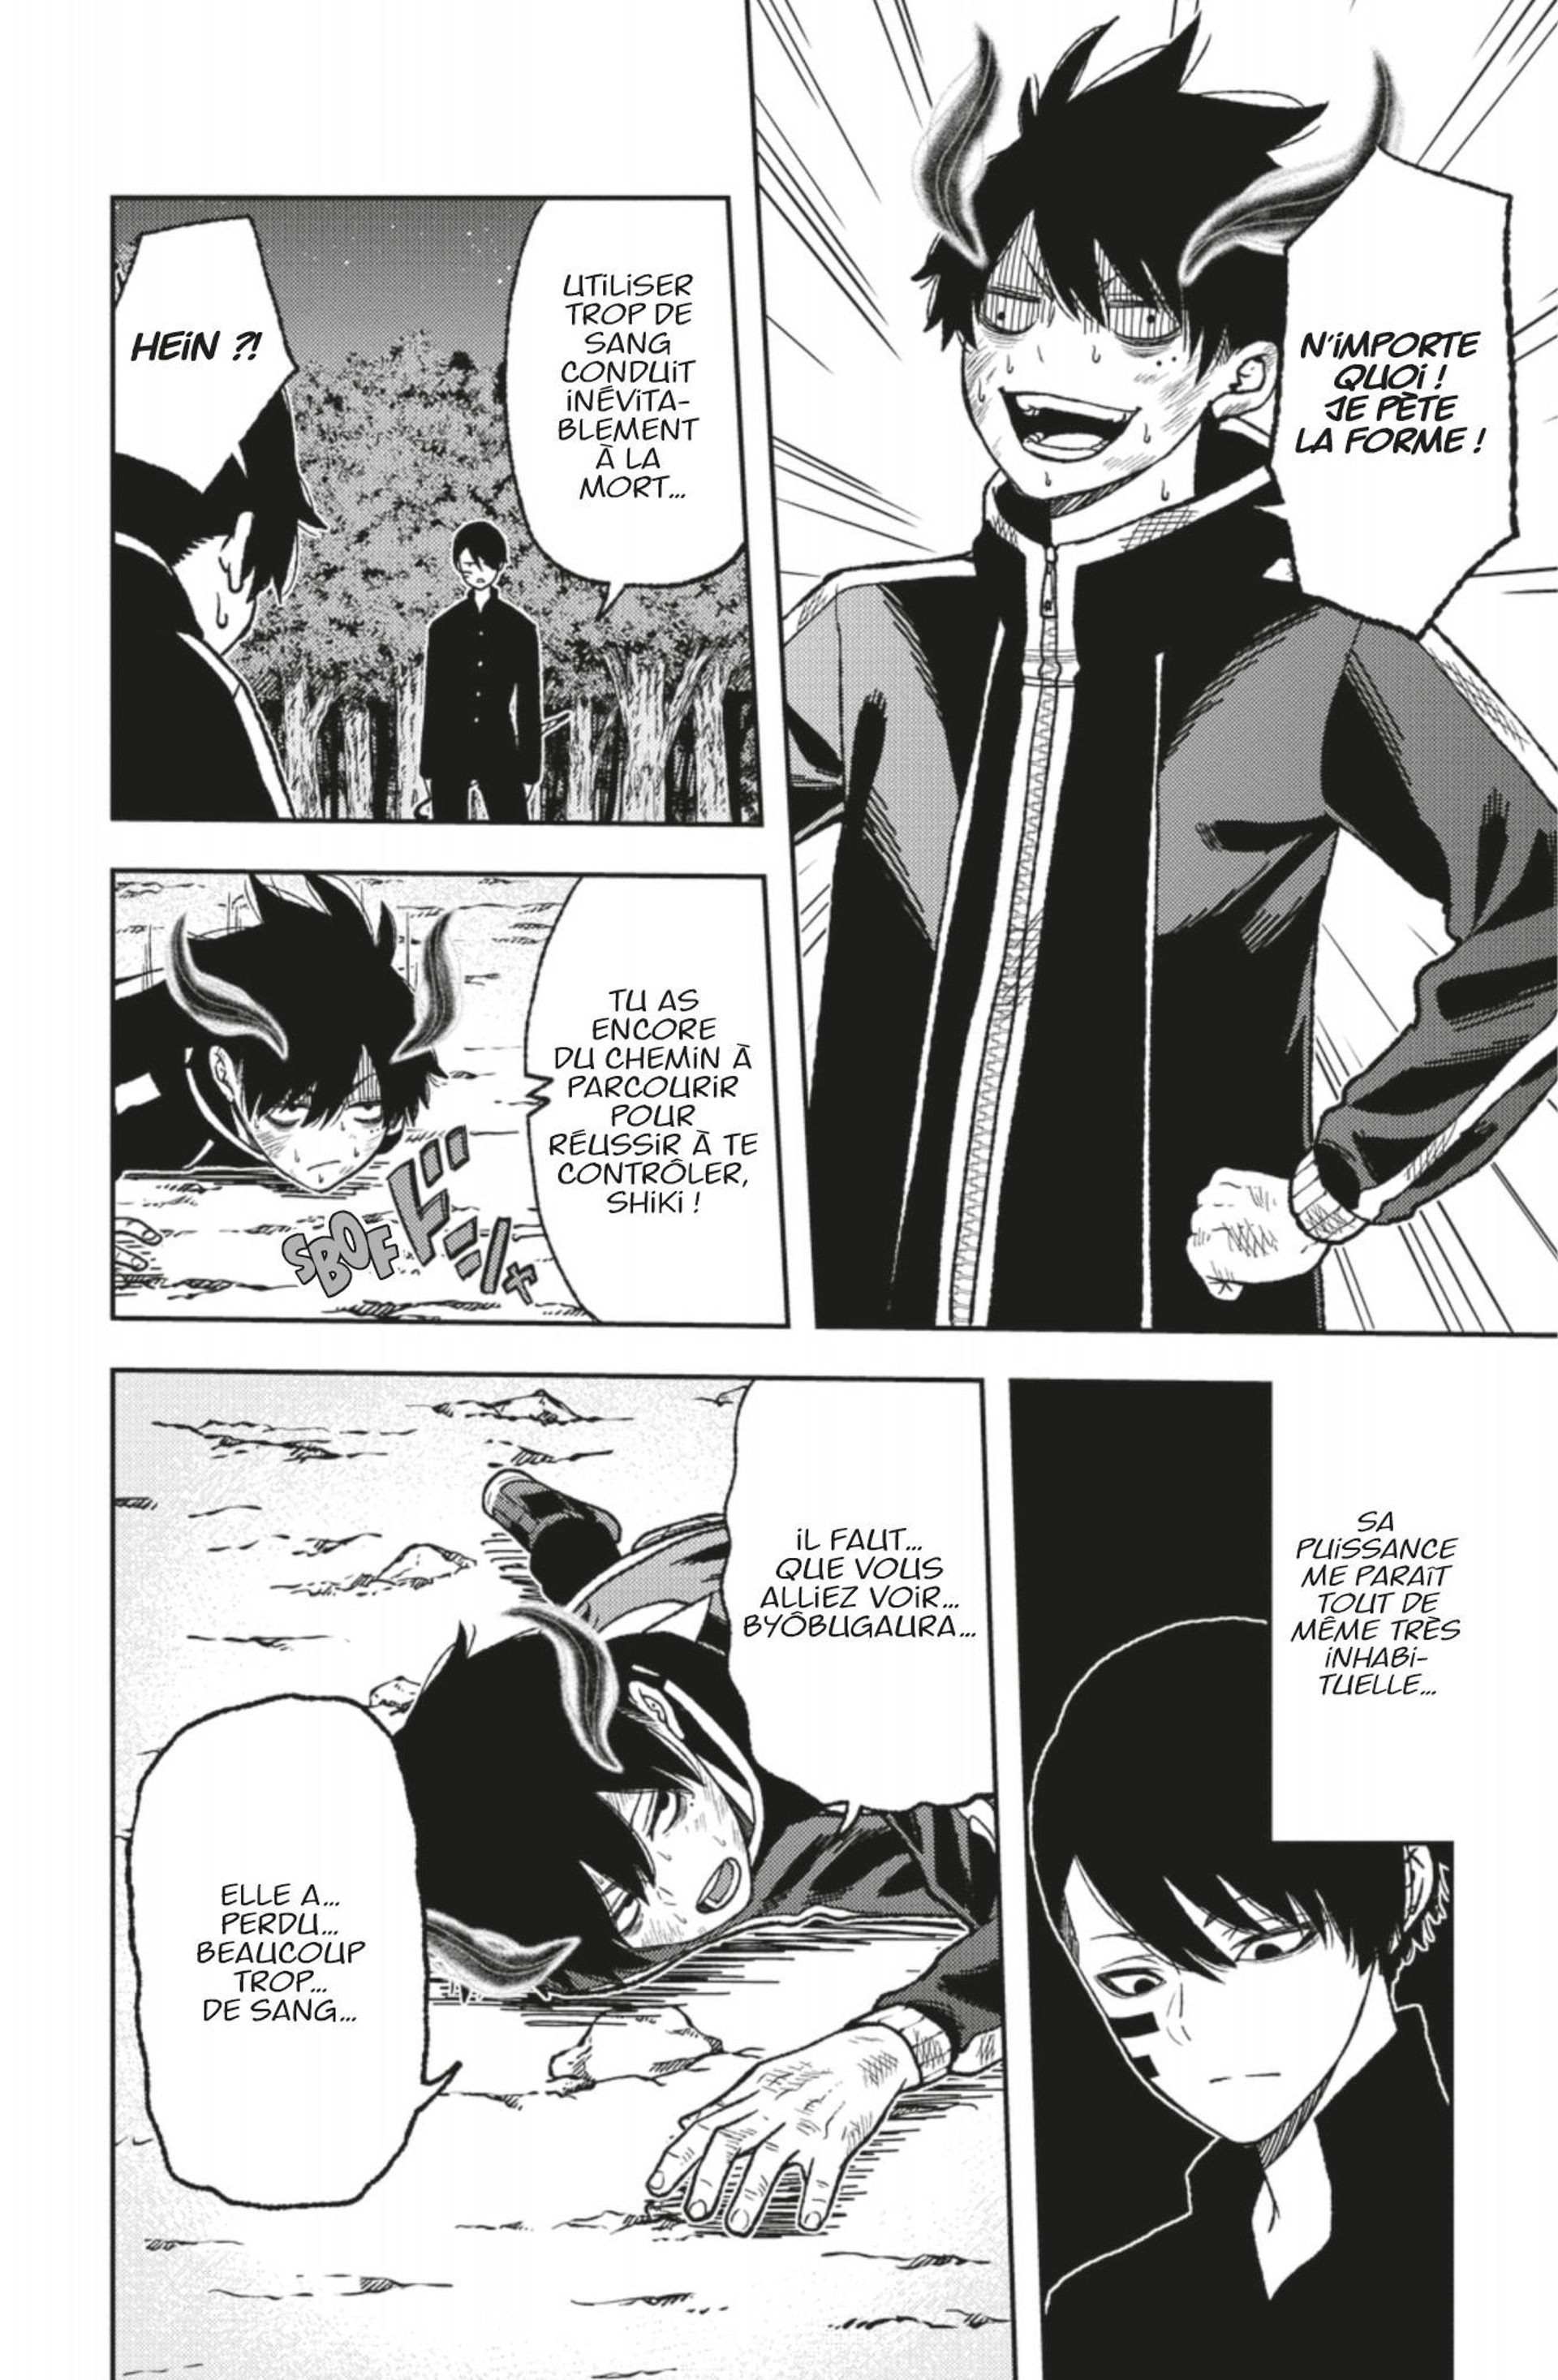 N'IMPORTE
QUOI !
JE PÈTE
LA FORME !
UTILISER
TROP DE
SANG
CONDUIT
INÉVITA-
BLEMENT
À LA
MORT...
HEIN ?!
TU AS
ENCORE
DU CHEMIN À
PARCOURIR
POUR
RÉUSSIR À TE
CONTRÔLER,
SHIKI !
ドシャ
SBOF
SA
PUISSANCE
ME PARAÎT
TOUT DE
MÊME TRÈS
INHABI-
TUELLE...
IL FAUT...
QUE VOUS
ALLIEZ VOIR...
BYÔBUGAURA...
ELLE A...
PERDU...
BEAUCOUP
TROP...
DE SANG...